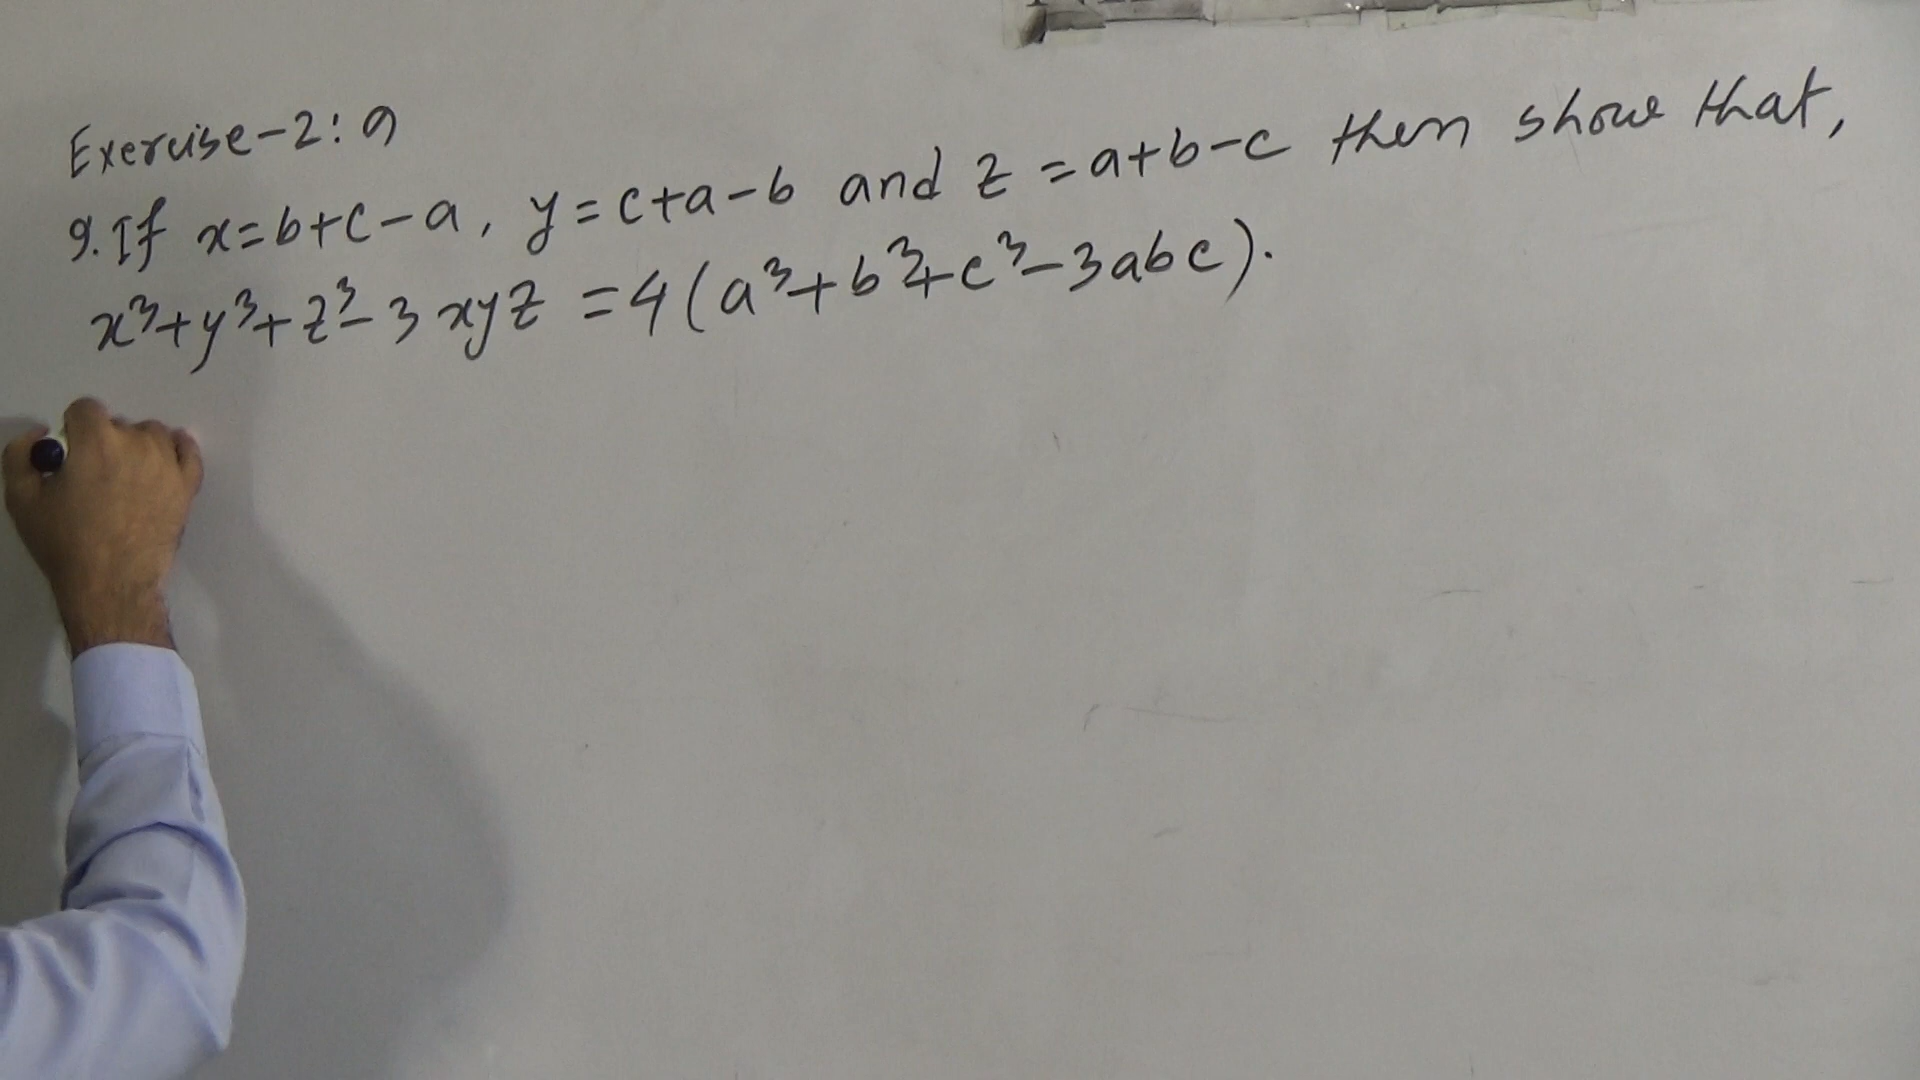 Exercise-2:9
9. If x=b+c-a, y=c+a-b and z=a+b-c then show that,
x³+y³+z³-3xyz=4(a³+b³+c³-3abc).